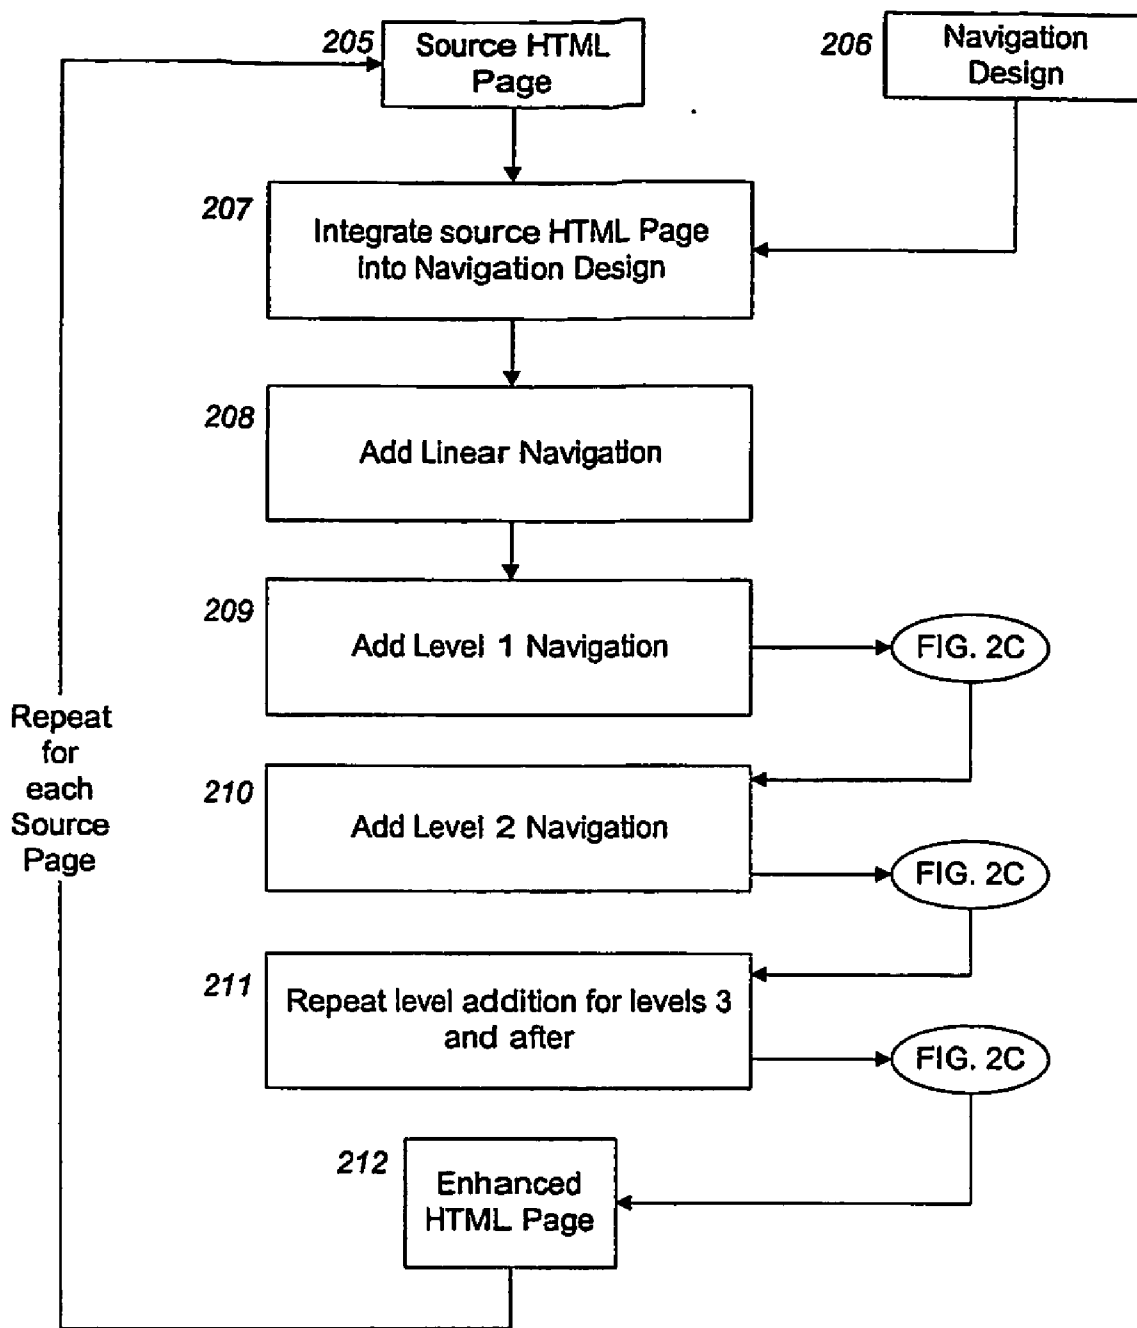 205
Source HTML
Page
206
Navigation
Design
207
Integrate source HTML Page
into Navigation Design
208
Add Linear Navigation
209
Add Level 1 Navigation
FIG. 2C
Repeat
for
each
Source
Page
210
Add Level 2 Navigation
FIG. 2C
211
Repeat level addition for levels 3
and after
FIG. 2C
212
Enhanced
HTML Page